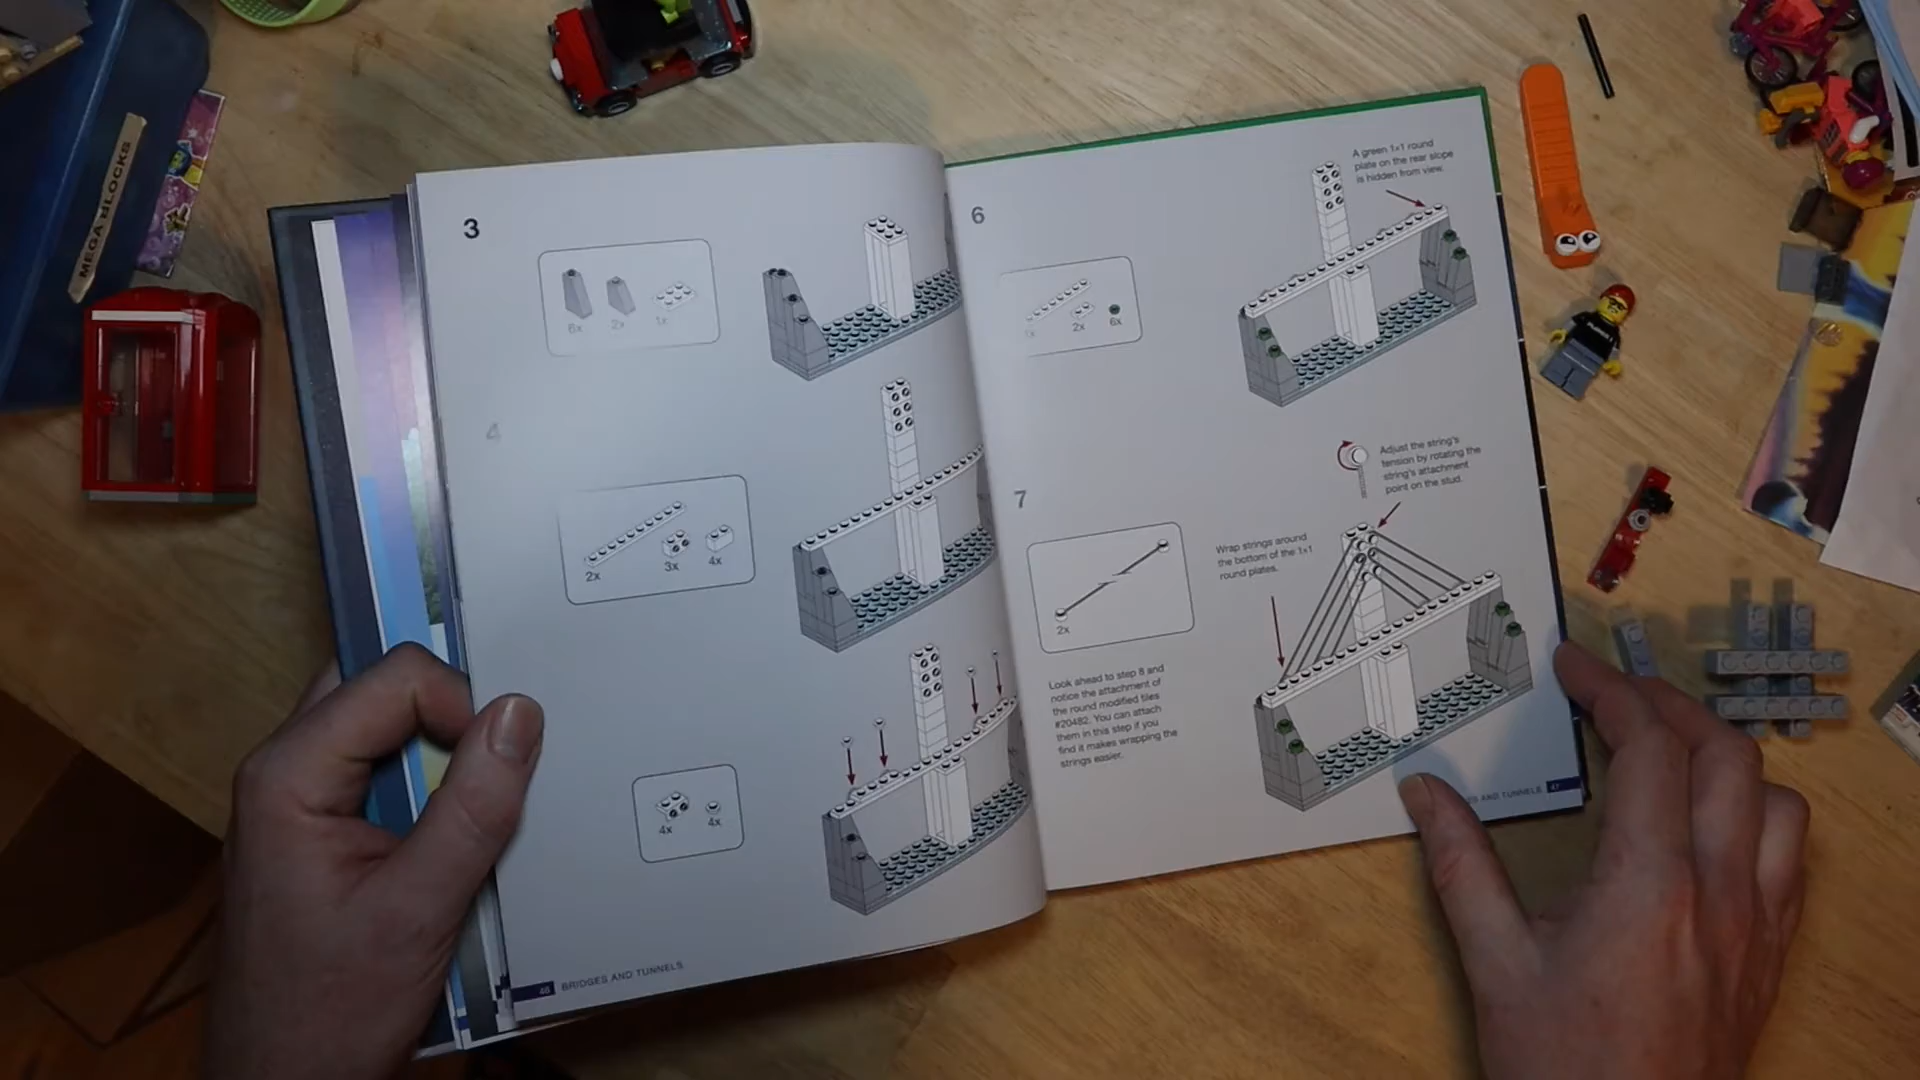 MEGA BLOCKS
3
6x
2x
1x
4
2x
3x
4x
4x
4x
46 BRIDGES AND TUNNELS
6
A green 1×1 round
plate on the rear slope
is hidden from view.
2x
6x
7
Adjust the string's
tension by rotating the
string's attachment
point on the stud.
Wrap strings around
the bottom of the 1×1
round plates.
2x
Look ahead to step 8 and
notice the attachment of
the round modified tiles
#20482. You can attach
them in this step if you
find it makes wrapping the
strings easier.
AND TUNNELS 47